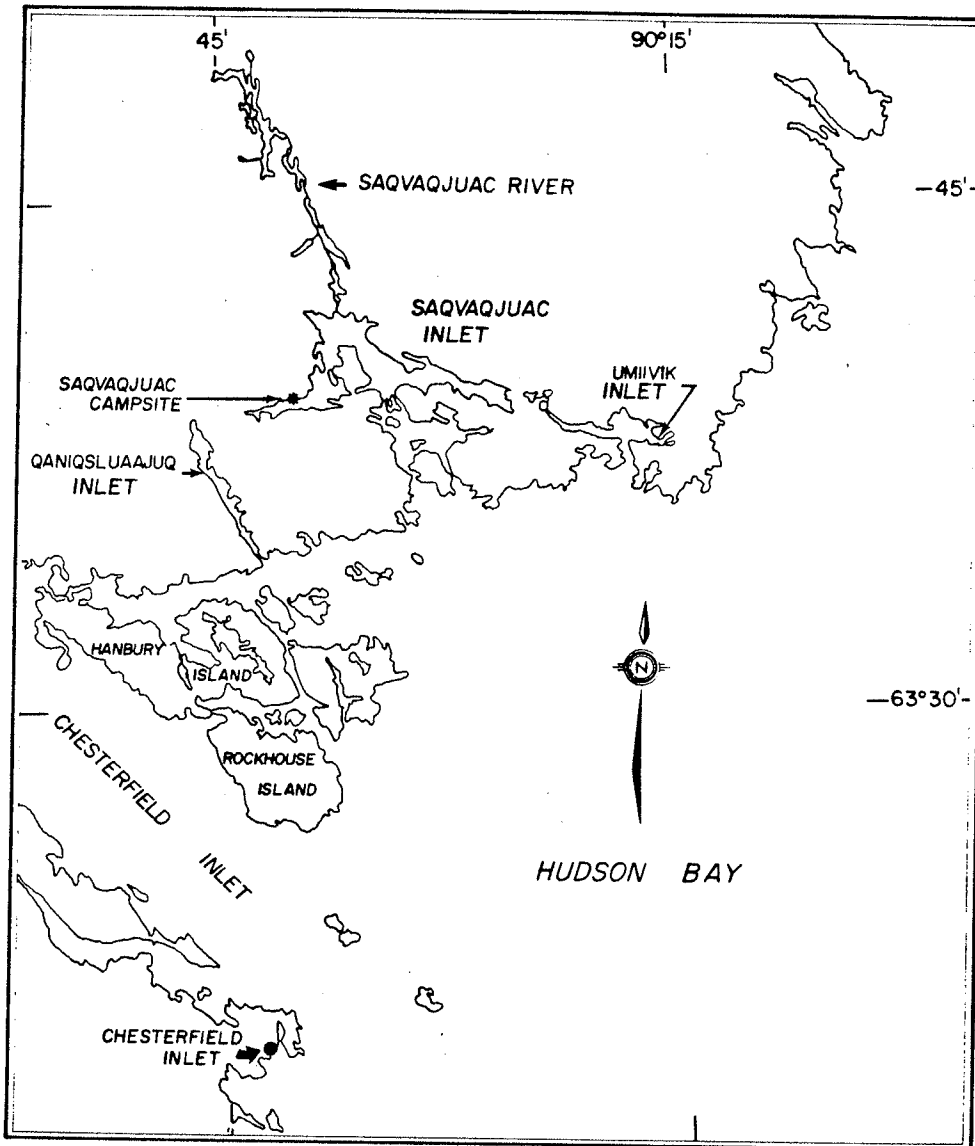 45'
90°15'
SAQVAQJUAC RIVER
—45'
SAQVAQJUAC
INLET
UMIIVIK
INLET
SAQVAQJUAC
CAMPSITE
QANIQSLUAAJUQ
INLET
HANBURY
ISLAND
N
—63°30'
CHESTERFIELD
INLET
ROCKHOUSE
ISLAND
HUDSON BAY
CHESTERFIELD
INLET